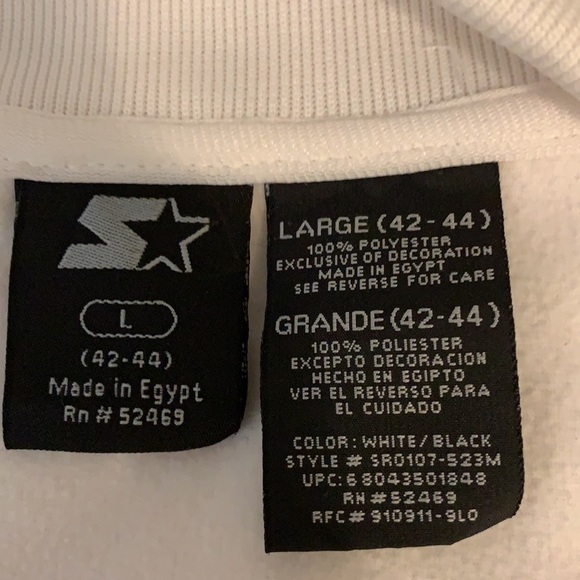 L
(42-44)
Made in Egypt
Rn # 52469
LARGE (42-44)
100% POLYESTER
EXCLUSIVE OF DECORATION
MADE IN EGYPT
SEE REVERSE FOR CARE
GRANDE (42-44)
100% POLIESTER
EXCEPTO DECORACION
HECHO EN EGIPTO
VER EL REVERSO PARA
EL CUIDADO
COLOR: WHITE/BLACK
STYLE # SR0107-523M
UPC: 68043501848
RN #52469
RFC# 910911-9L0